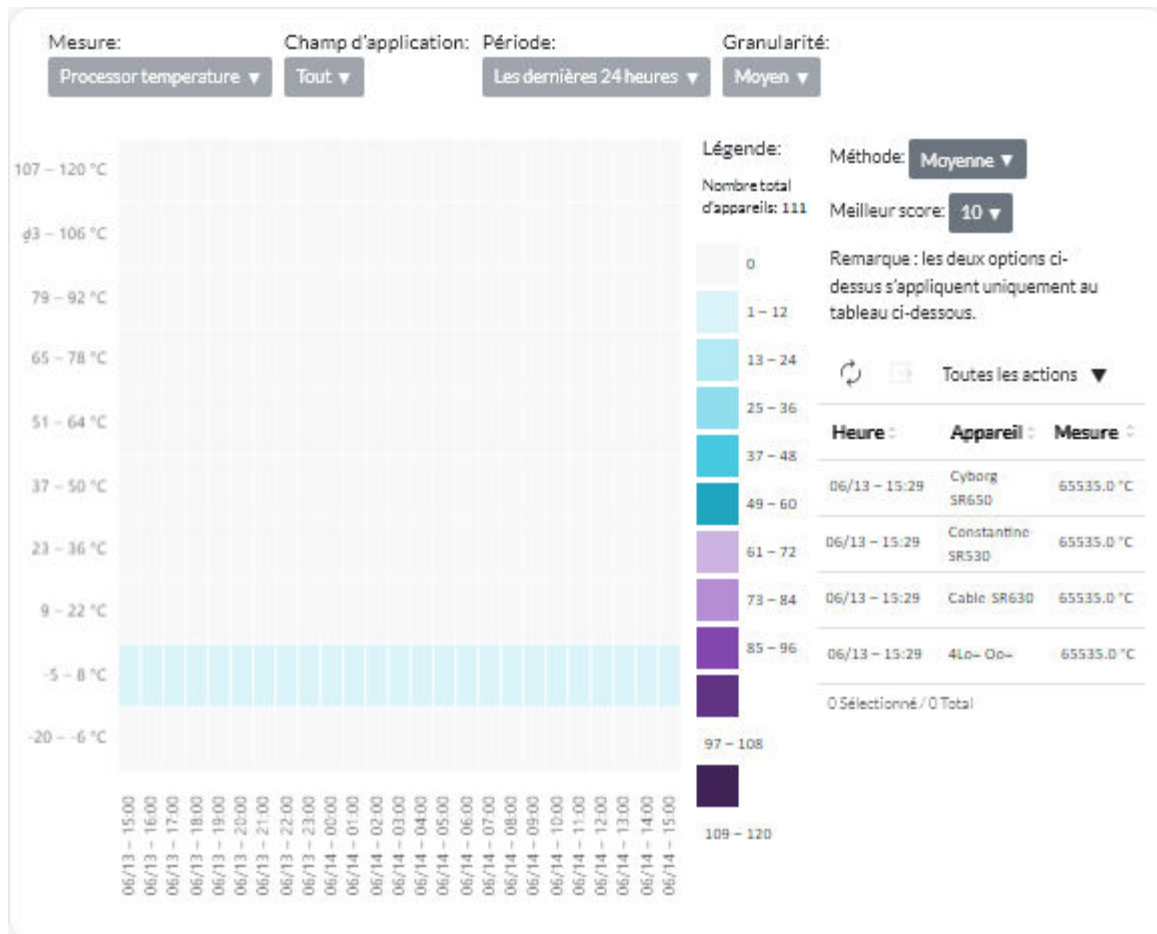 Mesure:
Champ d'application:
Période:
Granularité:
Processor temperature ▼
Tout ▼
Les dernières 24 heures ▼
Moyen ▼
107 – 120 °C
93 – 106 °C
79 – 92 °C
65 – 78 °C
51 – 64 °C
37 – 50 °C
23 – 36 °C
9 – 22 °C
-5 – 8 °C
-20 – -6 °C
06/13 – 15:00
06/13 – 16:00
06/13 – 17:00
06/13 – 18:00
06/13 – 19:00
06/13 – 20:00
06/13 – 21:00
06/13 – 22:00
06/13 – 23:00
06/14 – 00:00
06/14 – 01:00
06/14 – 02:00
06/14 – 03:00
06/14 – 04:00
06/14 – 05:00
06/14 – 06:00
06/14 – 07:00
06/14 – 08:00
06/14 – 09:00
06/14 – 10:00
06/14 – 11:00
06/14 – 12:00
06/14 – 13:00
06/14 – 14:00
06/14 – 15:00
Légende:
Nombre total
d'appareils: 111
0
1 – 12
13 – 24
25 – 36
37 – 48
49 – 60
61 – 72
73 – 84
85 – 96
97 – 108
109 – 120
Méthode: Moyenne ▼
Meilleur score: 10 ▼
Remarque : les deux options ci-
dessus s'appliquent uniquement au
tableau ci-dessous.
Toutes les actions ▼
Heure Appareil Mesure
06/13 – 15:29 Cyborg
SR650 65535.0 °C
06/13 – 15:29 Constantine-
SR530 65535.0 °C
06/13 – 15:29 Cable-SR630 65535.0 °C
06/13 – 15:29 65535.0 °C
0 Sélectionné / 0 Total